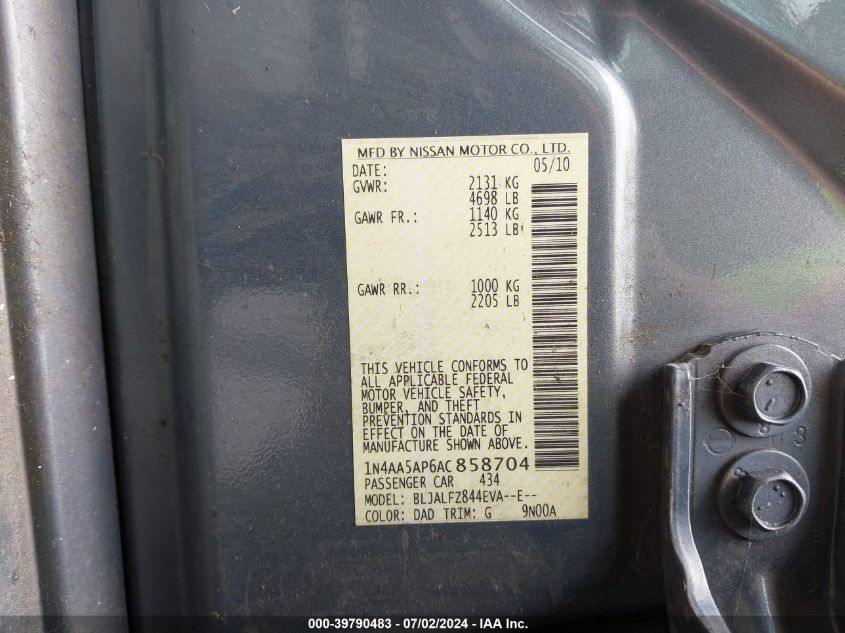 MFD BY NISSAN MOTOR CO., LTD.
DATE: 05/10
GVWR: 2131 KG
4698 LB
GAWR FR.: 1140 KG
2513 LB
GAWR RR.: 1000 KG
2205 LB
THIS VEHICLE CONFORMS TO
ALL APPLICABLE FEDERAL
MOTOR VEHICLE SAFETY,
BUMPER, AND THEFT
PREVENTION STANDARDS IN
EFFECT ON THE DATE OF
MANUFACTURE SHOWN ABOVE.
1N4AA5AP6AC858704
PASSENGER CAR 434
MODEL: BLJALFZ844EVA--E--
COLOR: DAD TRIM: G 9N00A
000-39790483 - 07/02/2024 - IAA Inc.